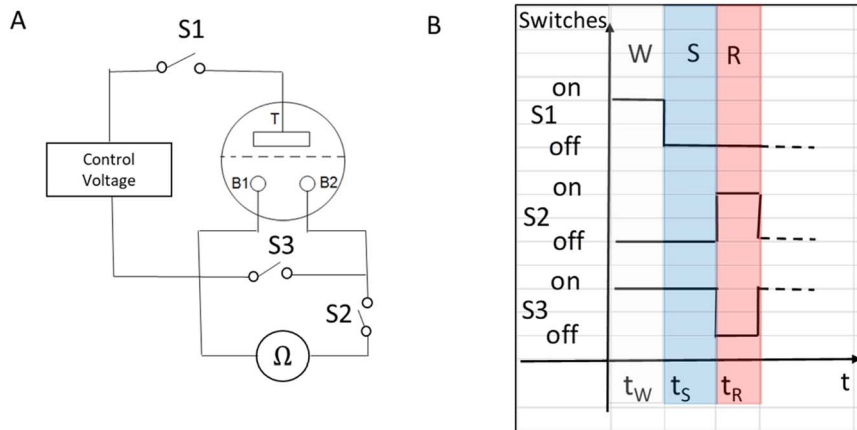 A
S1
T
Control
Voltage
B1
B2
S3
S2
Ω
B
Switches
W S R
on
S1
off
on
S2
off
on
S3
off
tW tS tR t